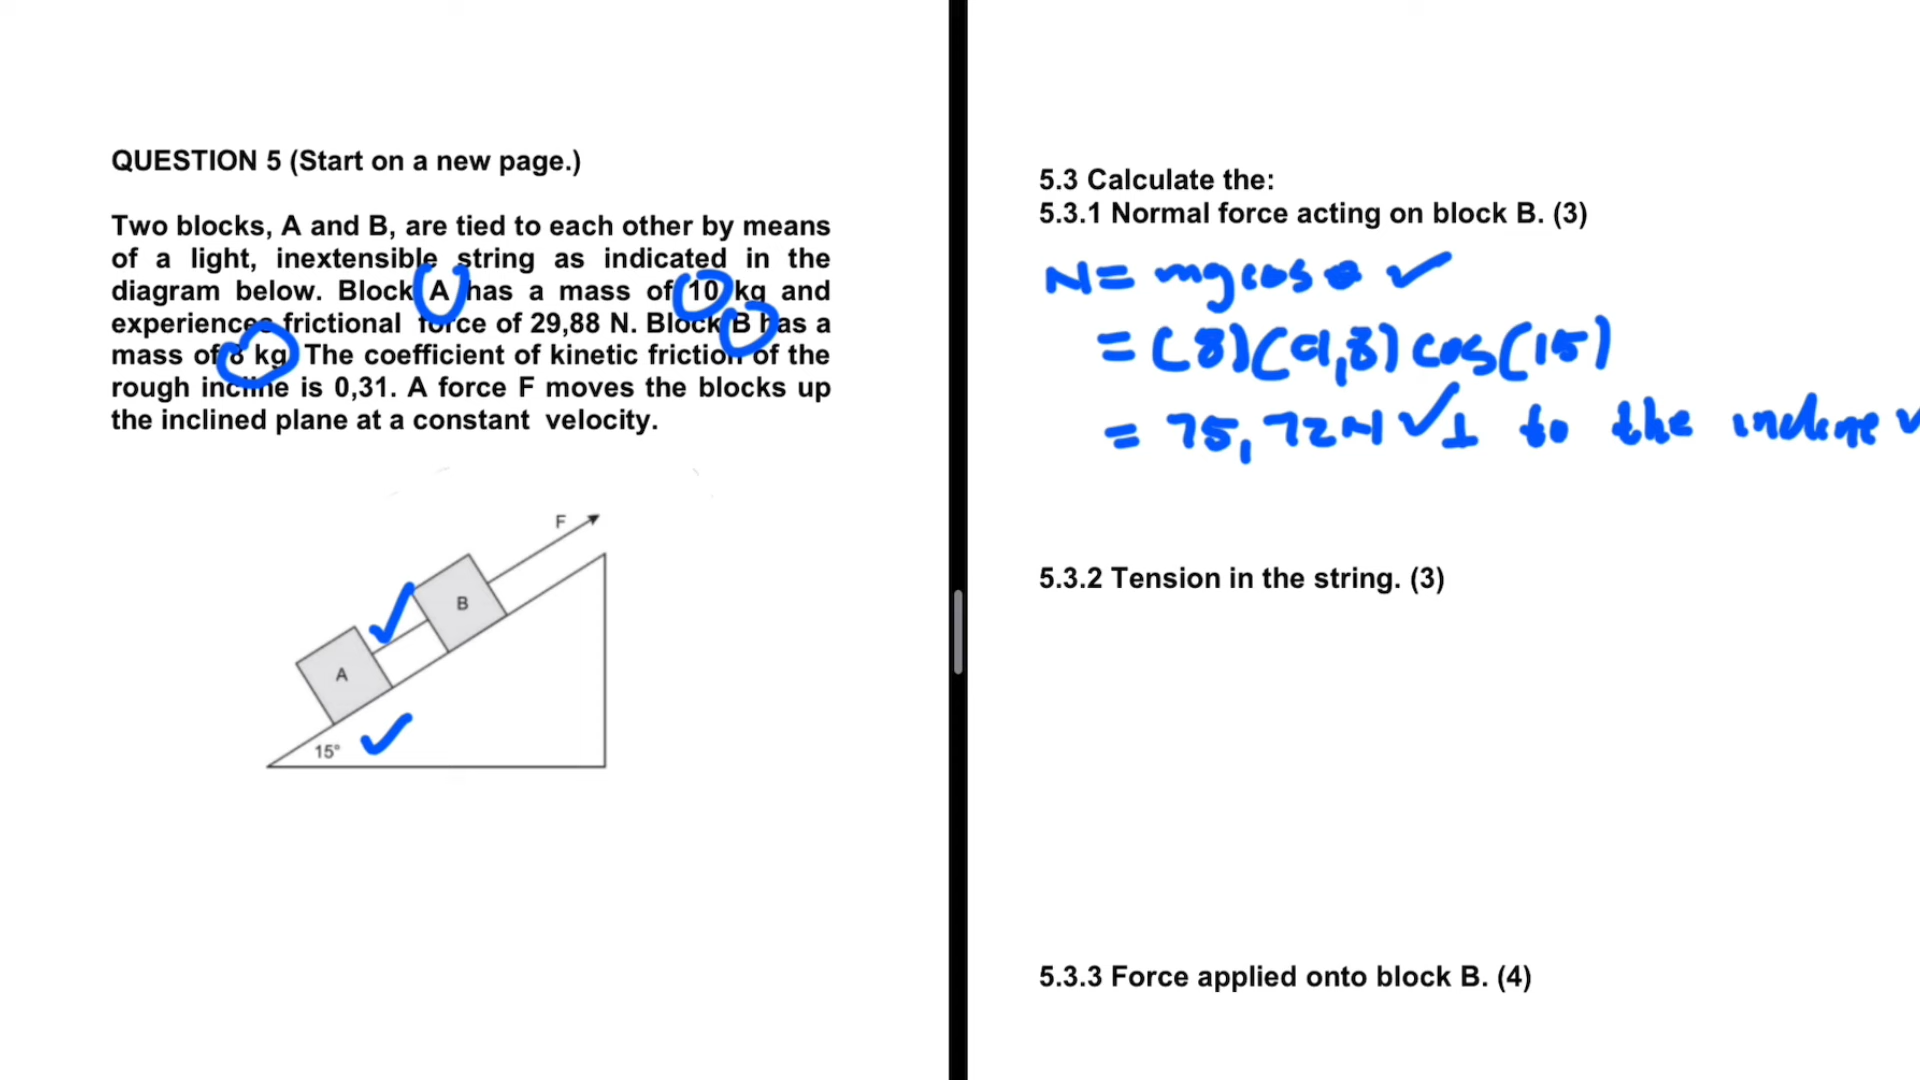 QUESTION 5 (Start on a new page.)
Two blocks, A and B, are tied to each other by means
of a light, inextensible string as indicated in the
diagram below. Block A has a mass of 10 kg and
experiences frictional force of 29,88 N. Block B has a
mass of 8 kg. The coefficient of kinetic friction of the
rough incline is 0,31. A force F moves the blocks up
the inclined plane at a constant velocity.
F
B
A
15°
5.3 Calculate the:
5.3.1 Normal force acting on block B. (3)
N = mg cos θ ✓
= (8)(9,8) cos(15)
= 75,72N ✓ ⊥ to the incline ✓
5.3.2 Tension in the string. (3)
5.3.3 Force applied onto block B. (4)